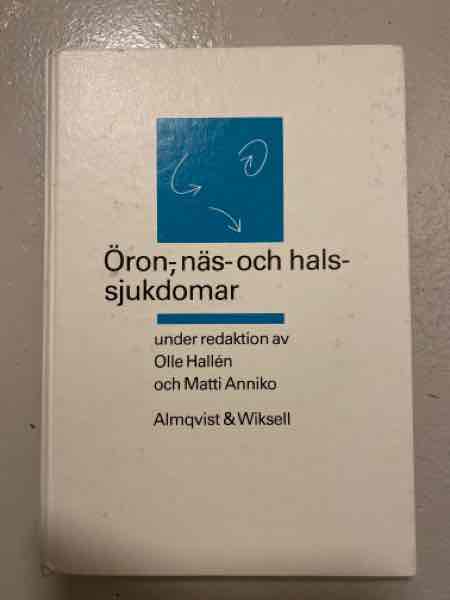 Öron-, näs- och hals-
sjukdomar
under redaktion av
Olle Hallén
och Matti Anniko
Almqvist & Wiksell